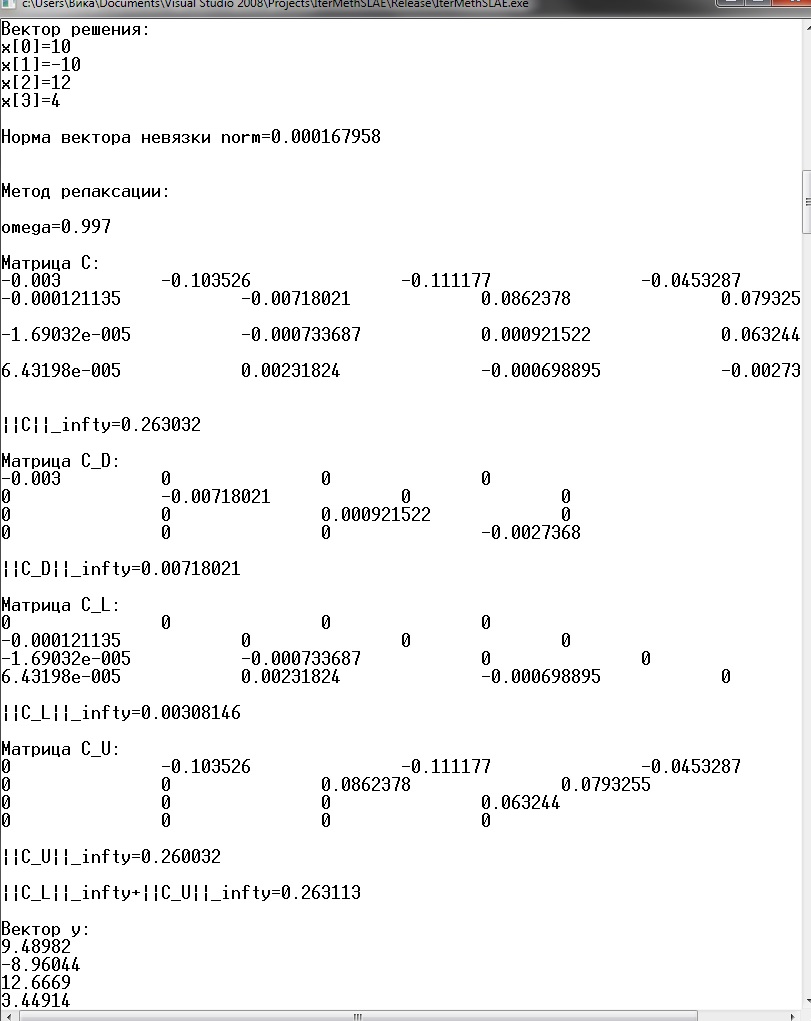 c:\Users\Вика\Documents\Visual Studio 2008\Projects\IterMethSLAE\Release\IterMethSLAE.exe
Вектор решения:
x[0]=10
x[1]=-10
x[2]=12
x[3]=4
Норма вектора невязки norm=0.000167958
Метод релаксации:
omega=0.997
Матрица C:
-0.003 -0.103526 -0.111177 -0.0453287
-0.000121135 -0.00718021 0.0862378 0.079325
-1.69032e-005 -0.000733687 0.000921522 0.063244
6.43198e-005 0.00231824 -0.000698895 -0.00273
||C||_infty=0.263032
Матрица C_D:
-0.003 0 0 0
0 -0.00718021 0 0
0 0 0.000921522 0
0 0 0 -0.0027368
||C_D||_infty=0.00718021
Матрица C_L:
0 0 0 0
-0.000121135 0 0 0
-1.69032e-005 -0.000733687 0 0
6.43198e-005 0.00231824 -0.000698895 0
||C_L||_infty=0.00308146
Матрица C_U:
0 -0.103526 -0.111177 -0.0453287
0 0 0.0862378 0.0793255
0 0 0 0.063244
0 0 0 0
||C_U||_infty=0.260032
||C_L||_infty+||C_U||_infty=0.263113
Вектор y:
9.48982
-8.96044
12.6669
3.44914